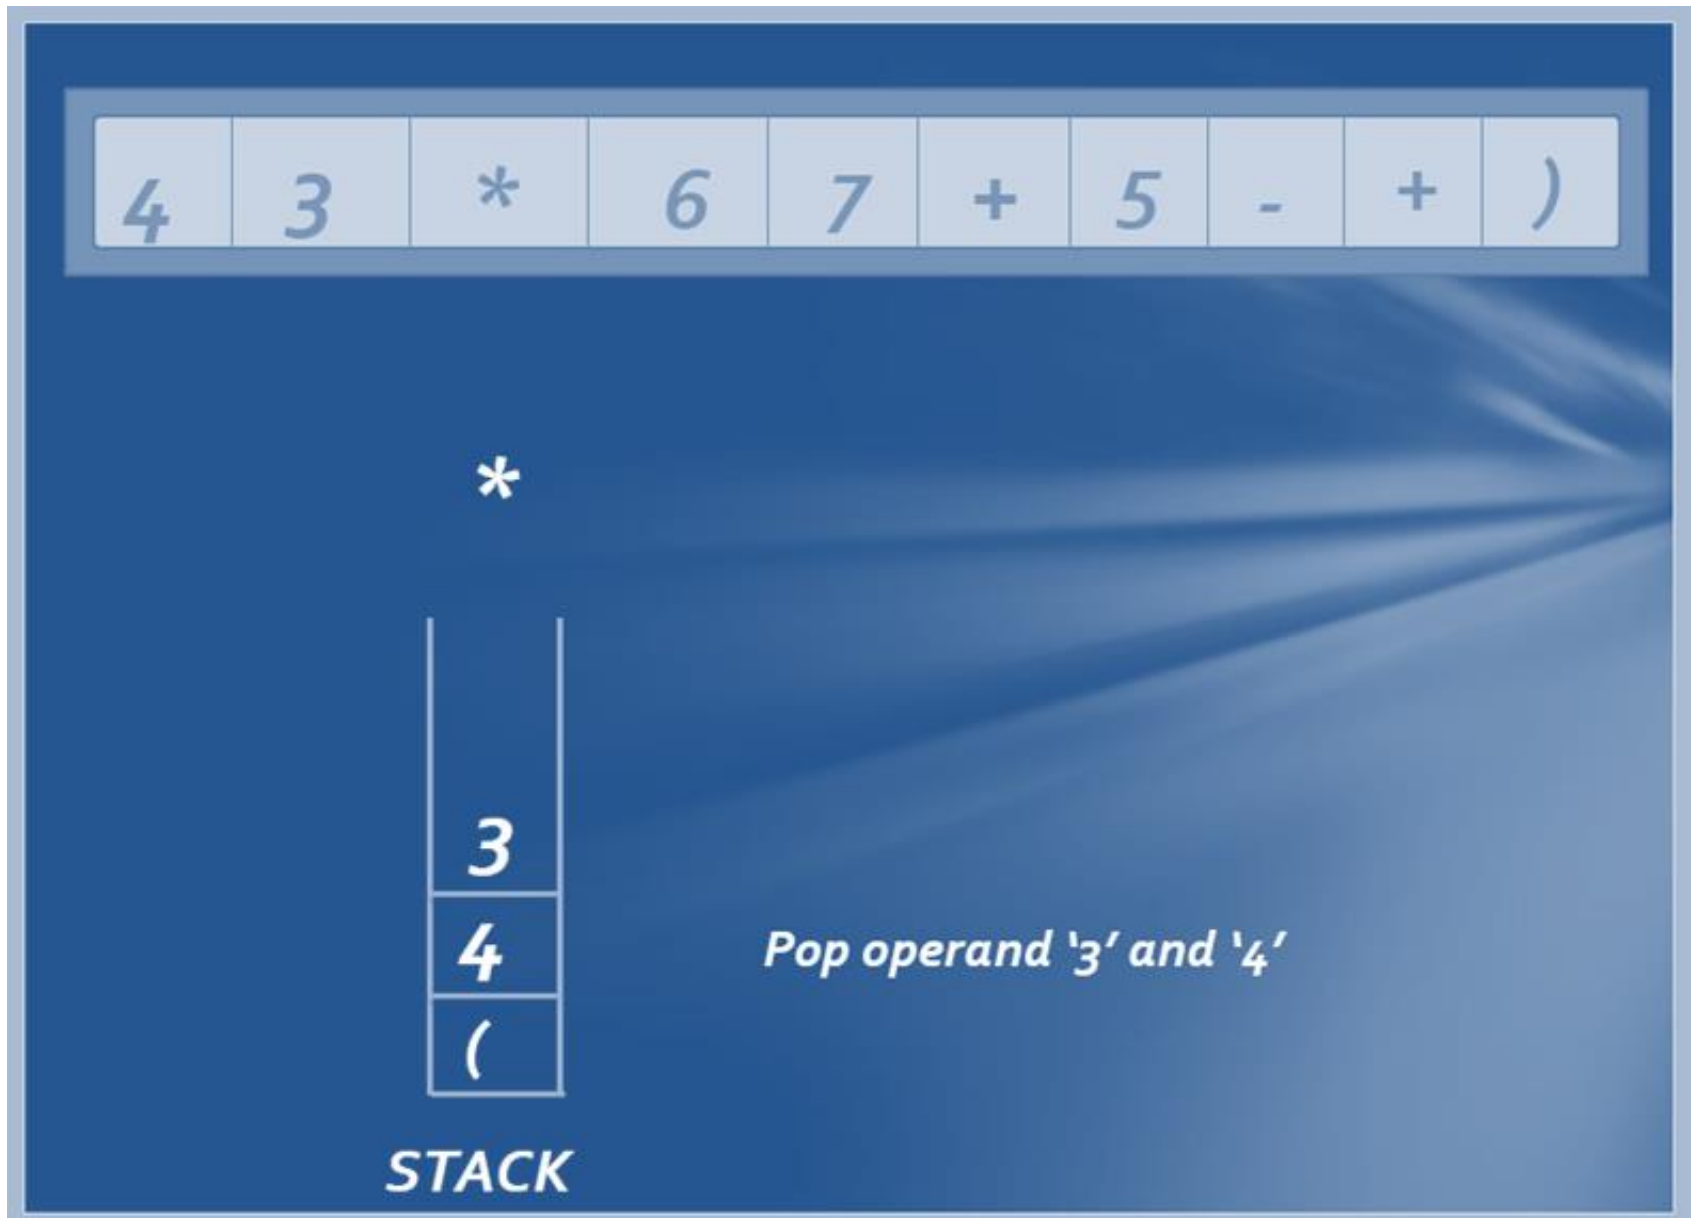 4 3 * 6 7 + 5 - + )
*
3
4
Pop operand ‘3’ and ‘4’
(
STACK